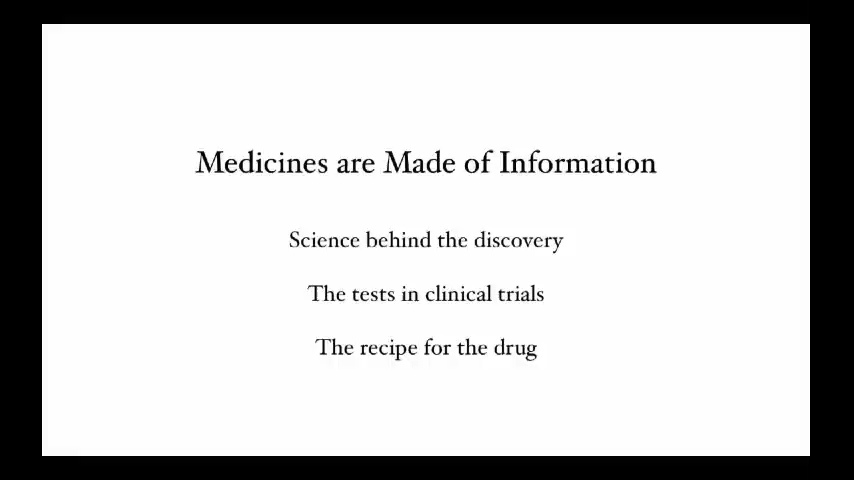 Medicines are Made of Information
Science behind the discovery
The tests in clinical trials
The recipe for the drug